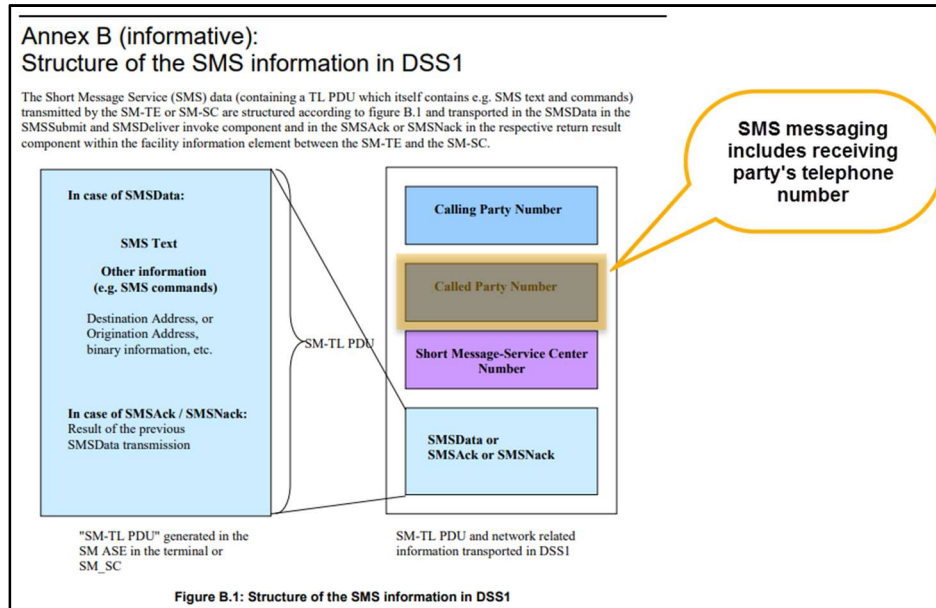 Annex B (informative):
Structure of the SMS information in DSS1
The Short Message Service (SMS) data (containing a TL PDU which itself contains e.g. SMS text and commands)
transmitted by the SM-TE or SM-SC are structured according to figure B.1 and transported in the SMSData in the
SMSSubmit and SMSDeliver invoke component and in the SMSAck or SMSNack in the respective return result
component within the facility information element between the SM-TE and the SM-SC.
SMS messaging
includes receiving
party's telephone
number
In case of SMSData:
SMS Text
Other information
(e.g. SMS commands)
Destination Address, or
Origination Address,
binary information, etc.
In case of SMSAck / SMSNack:
Result of the previous
SMSData transmission
SM-TL PDU
Calling Party Number
Called Party Number
Short Message-Service Center
Number
SMSData or
SMSAck or SMSNack
"SM-TL PDU" generated in the
SM ASE in the terminal or
SM_SC
SM-TL PDU and network related
information transported in DSS1
Figure B.1: Structure of the SMS information in DSS1